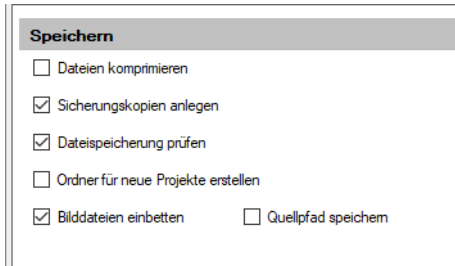 Speichern
Dateien komprimieren
Sicherungskopien anlegen
Dateispeicherung prüfen
Ordner für neue Projekte erstellen
Bilddateien einbetten Quellpfad speichern